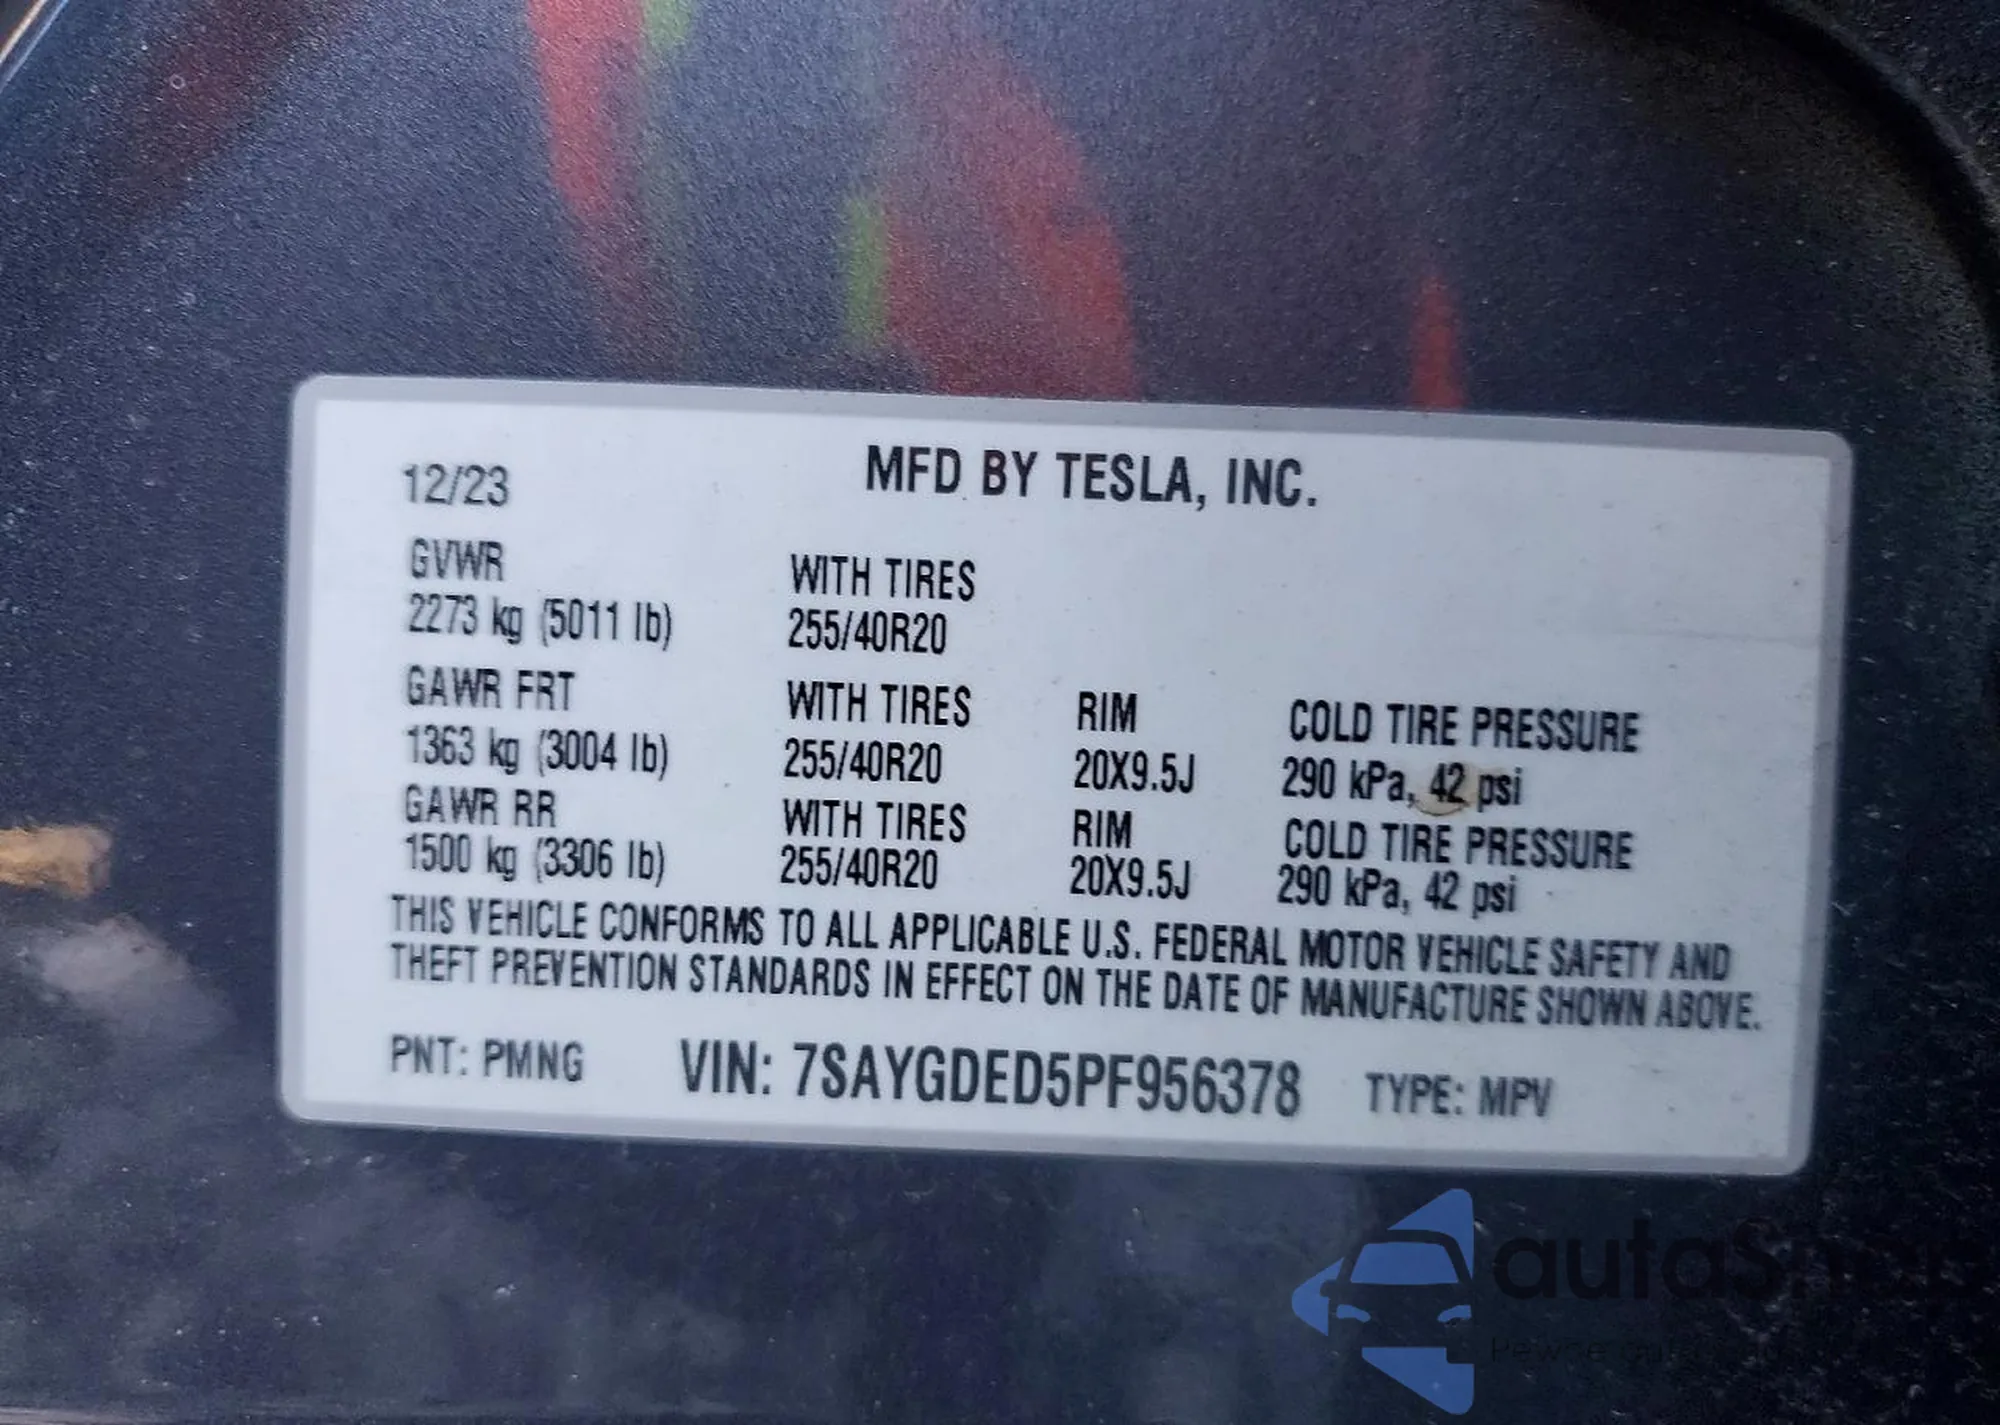 12/23 MFD BY TESLA, INC.
GVWR WITH TIRES
2273 kg (5011 lb) 255/40R20
GAWR FRT WITH TIRES RIM COLD TIRE PRESSURE
1363 kg (3004 lb) 255/40R20 20X9.5J 290 kPa, 42 psi
GAWR RR WITH TIRES RIM COLD TIRE PRESSURE
1500 kg (3306 lb) 255/40R20 20X9.5J 290 kPa, 42 psi
THIS VEHICLE CONFORMS TO ALL APPLICABLE U.S. FEDERAL MOTOR VEHICLE SAFETY AND
THEFT PREVENTION STANDARDS IN EFFECT ON THE DATE OF MANUFACTURE SHOWN ABOVE.
PNT: PMNG VIN: 7SAYGDED5PF956378 TYPE: MPV